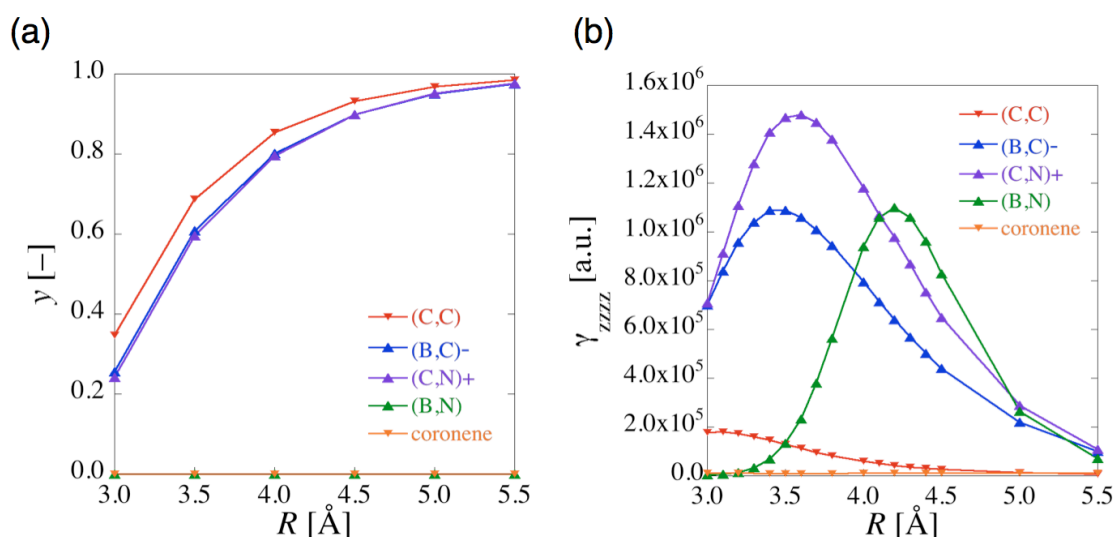 (a)
1.0
0.8
0.6
0.4
0.2
0.0
y [−]
(C,C)
(B,C)−
(C,N)+
(B,N)
coronene
3.0 3.5 4.0 4.5 5.0 5.5
R [Å]
(b)
1.6x10⁶
1.4x10⁶
1.2x10⁶
1.0x10⁶
8.0x10⁵
6.0x10⁵
4.0x10⁵
2.0x10⁵
0.0
γzzzz [a.u.]
(C,C)
(B,C)−
(C,N)+
(B,N)
coronene
3.0 3.5 4.0 4.5 5.0 5.5
R [Å]